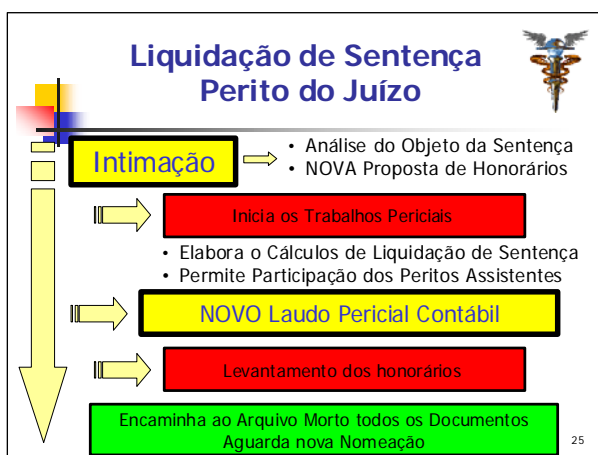 Liquidação de Sentença
Perito do Juízo
Intimação
• Análise do Objeto da Sentença
• NOVA Proposta de Honorários
Inicia os Trabalhos Periciais
• Elabora o Cálculos de Liquidação de Sentença
• Permite Participação dos Peritos Assistentes
NOVO Laudo Pericial Contábil
Levantamento dos honorários
Encaminha ao Arquivo Morto todos os Documentos
Aguarda nova Nomeação
25